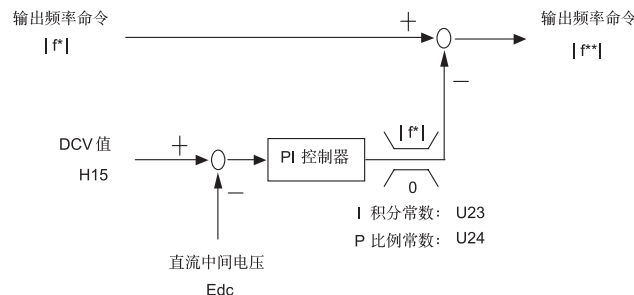 输出频率命令
| f* |
+
输出频率命令
| f** |
—
DCV 值
H15
+
—
PI 控制器
| f* |
0
I 积分常数： U23
P 比例常数： U24
直流中间电压
Edc